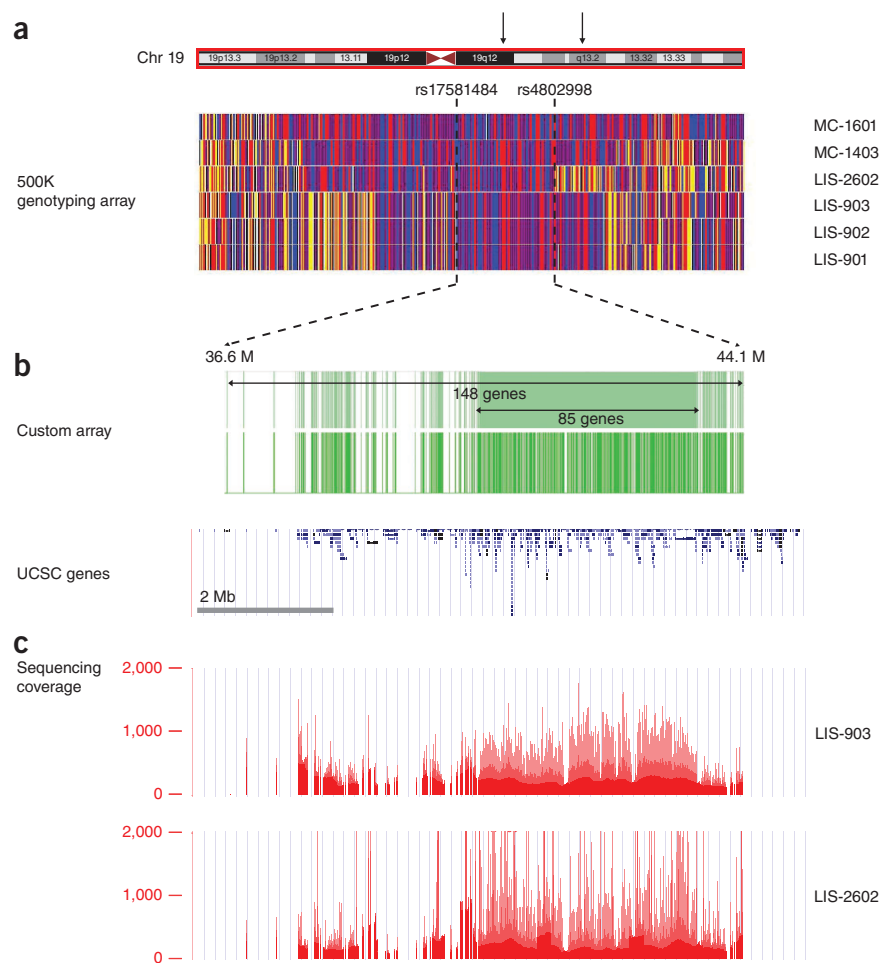 a
Chr 19
19p13.3 19p13.2 13.11 19p12 19q12 q13.2 13.32 13.33
rs17581484 rs4802998
500K
genotyping array
MC-1601
MC-1403
LIS-2602
LIS-903
LIS-902
LIS-901
b
36.6 M 44.1 M
Custom array
148 genes
85 genes
UCSC genes
2 Mb
c
Sequencing
coverage
2,000
1,000
0
LIS-903
2,000
1,000
0
LIS-2602